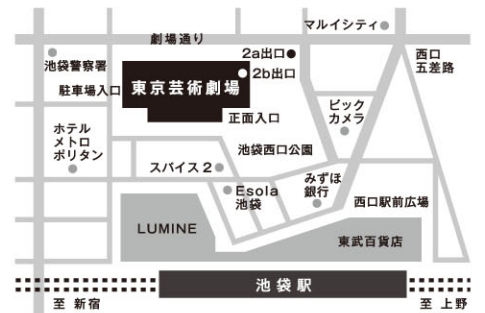 マルイシティ
劇場通り
2a出口
西口
五差路
池袋警察署
2b出口
駐車場入口
東京芸術劇場
正面入口
ビック
カメラ
ホテル
メトロ
ポリタン
池袋西口公園
スパイス2
Esola
池袋
みずほ
銀行
西口駅前広場
LUMINE
東武百貨店
池袋駅
至 新宿
至 上野